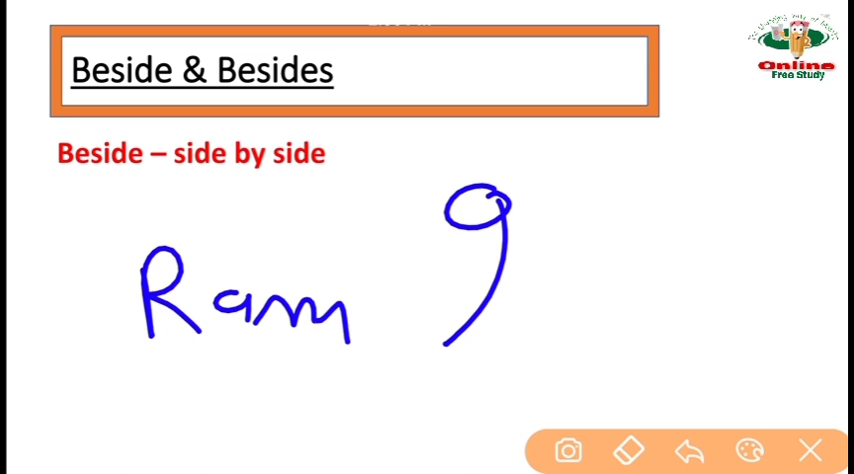 Beside & Besides
Online
Free Study
Beside – side by side
Ram 9